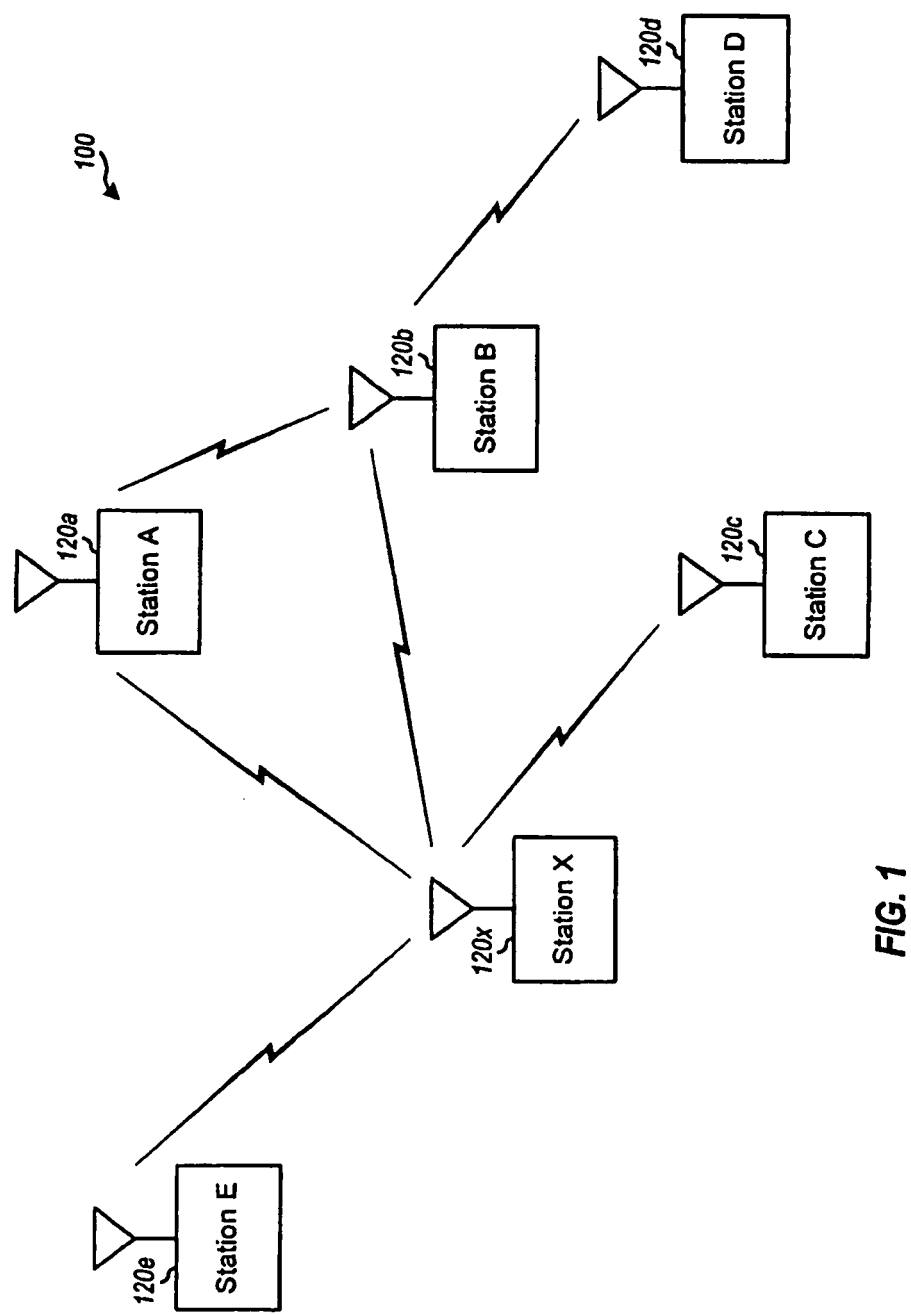 100
120a
Station A
120b
Station B
120d
Station D
120e
Station E
120x
Station X
120c
Station C
FIG. 1